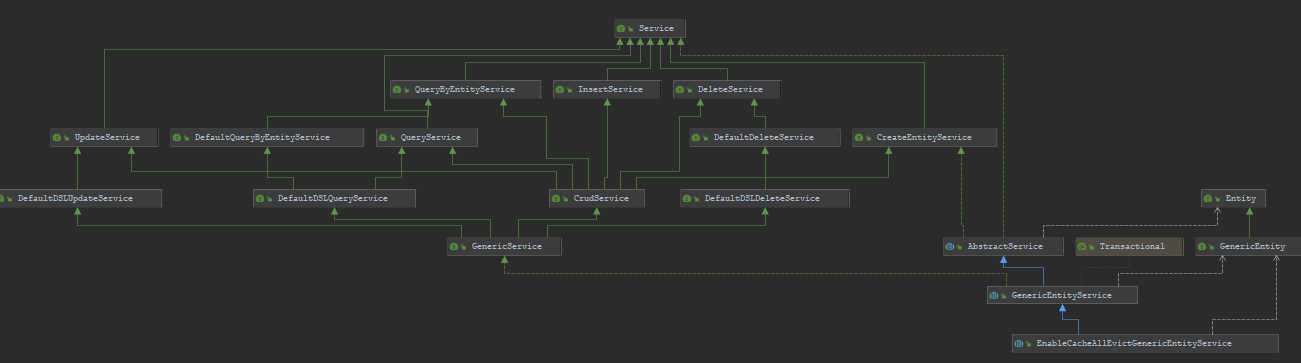 Service
QueryByEntityService
InsertService
DeleteService
UpdateService
DefaultQueryByEntityService
QueryService
DefaultDeleteService
CreateEntityService
DefaultDSLUpdateService
DefaultDSLQueryService
CrudService
DefaultDSLDeleteService
Entity
GenericService
AbstractService
Transactional
GenericEntity
GenericEntityService
EnableCacheAllEvictGenericEntityService